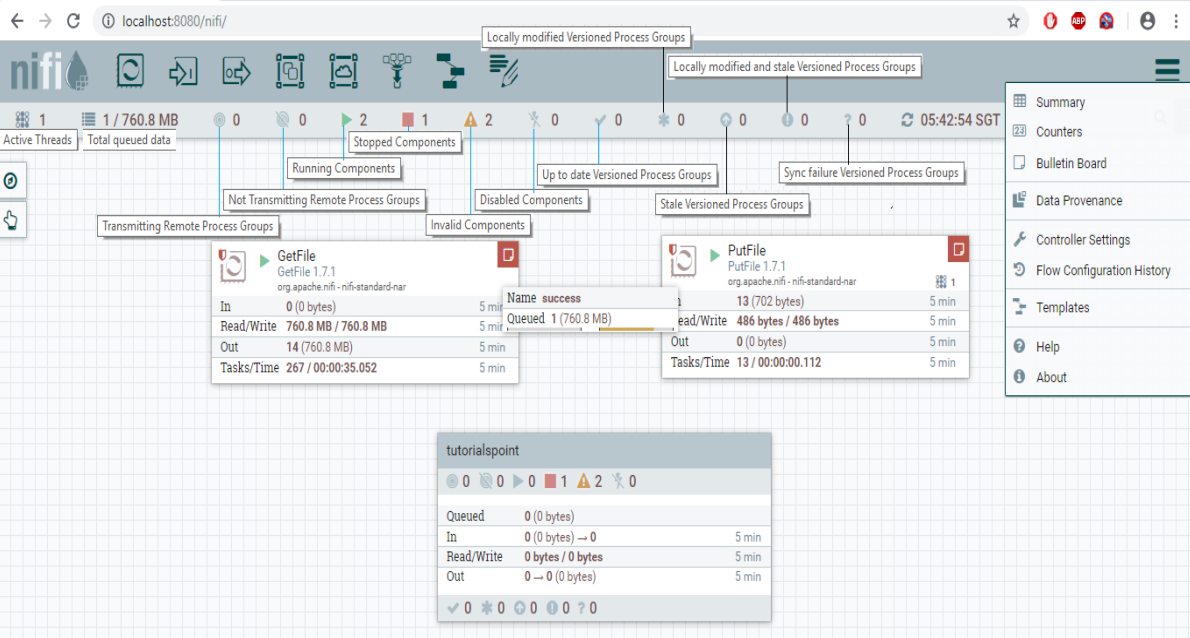 localhost:8080/nifi/
ABP
Locally modified Versioned Process Groups
nifi
Locally modified and stale Versioned Process Groups
1
1 / 760.8 MB
0
0
2
1
2
0
0
0
0
0
0
05:42:54 SGT
Active Threads
Total queued data
Stopped Components
Running Components
Up to date Versioned Process Groups
Sync failure Versioned Process Groups
Not Transmitting Remote Process Groups
Disabled Components
Stale Versioned Process Groups
Transmitting Remote Process Groups
Invalid Components
Summary
Counters
Bulletin Board
Data Provenance
Controller Settings
Flow Configuration History
Templates
Help
About
GetFile
GetFile 1.7.1
org.apache.nifi - nifi-standard-nar
In 0 (0 bytes) 5 min
Read/Write 760.8 MB / 760.8 MB 5 min
Out 14 (760.8 MB) 5 min
Tasks/Time 267 / 00:00:35.052 5 min
Name success
Queued 1 (760.8 MB)
PutFile
PutFile 1.7.1
org.apache.nifi - nifi-standard-nar
1
In 13 (702 bytes) 5 min
Read/Write 486 bytes / 486 bytes 5 min
Out 0 (0 bytes) 5 min
Tasks/Time 13 / 00:00:00.112 5 min
tutorialspoint
0 0 0 1 2 0
Queued 0 (0 bytes)
In 0 (0 bytes) → 0 5 min
Read/Write 0 bytes / 0 bytes 5 min
Out 0 → 0 (0 bytes) 5 min
0 0 0 0 ? 0